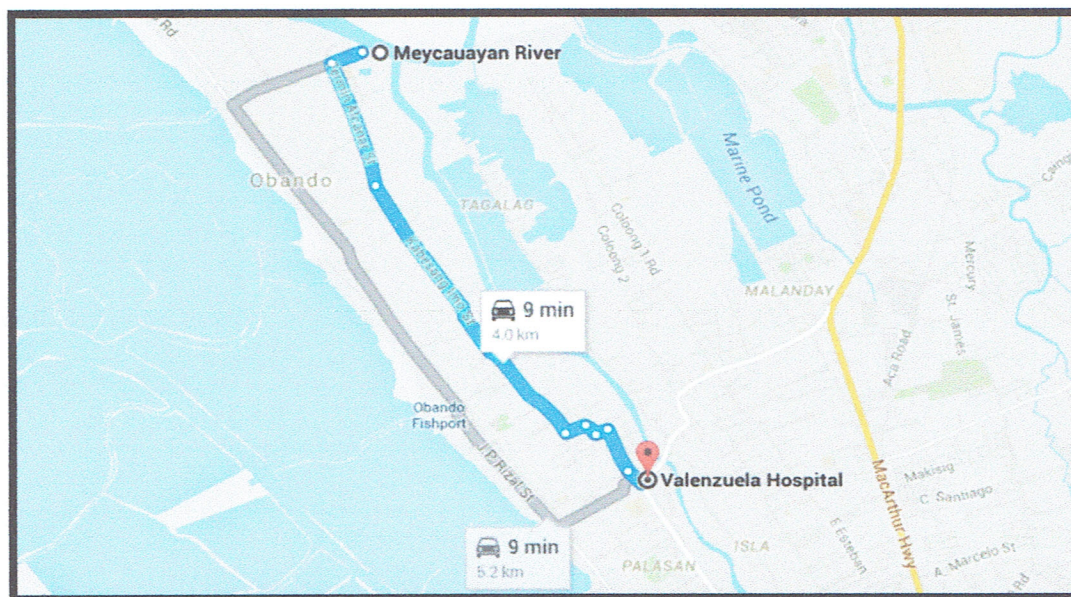 Rd
Meycauayan River
Obando
TAGALAG
Coloong 1 Rd
Coloong 2
Marine Pond
MALANDAY
Mercury
St. James
Aca Road
9 min
4.0 km
Obando
Fishport
J P Rizal St
Valenzuela Hospital
MacArthur Hwy
Makisig
C. Santiago
E Esteban
A. Marcelo St
Rd
9 min
5.2 km
PALASAN
ISLA